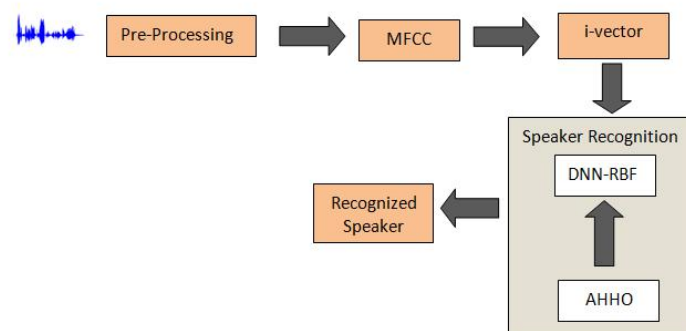 Pre-Processing
MFCC
i-vector
Speaker Recognition
DNN-RBF
AHHO
Recognized
Speaker